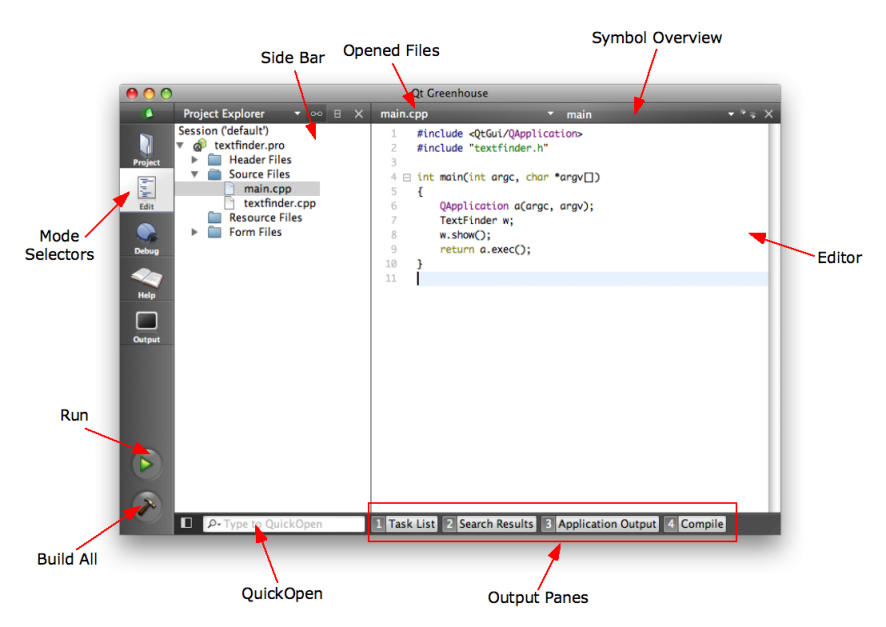 Symbol Overview
Opened Files
Side Bar
Qt Greenhouse
Project Explorer
main.cpp
main
Session ('default')
textfinder.pro
Header Files
Source Files
main.cpp
textfinder.cpp
Resource Files
Form Files
Project
Edit
Debug
Help
Output
1 #include <QtGui/QApplication>
2 #include "textfinder.h"
3
4 int main(int argc, char *argv[])
5 {
6 QApplication a(argc, argv);
7 TextFinder w;
8 w.show();
9 return a.exec();
10 }
11
Mode
Selectors
Editor
Run
Build All
Type to QuickOpen
1 Task List 2 Search Results 3 Application Output 4 Compile
QuickOpen
Output Panes